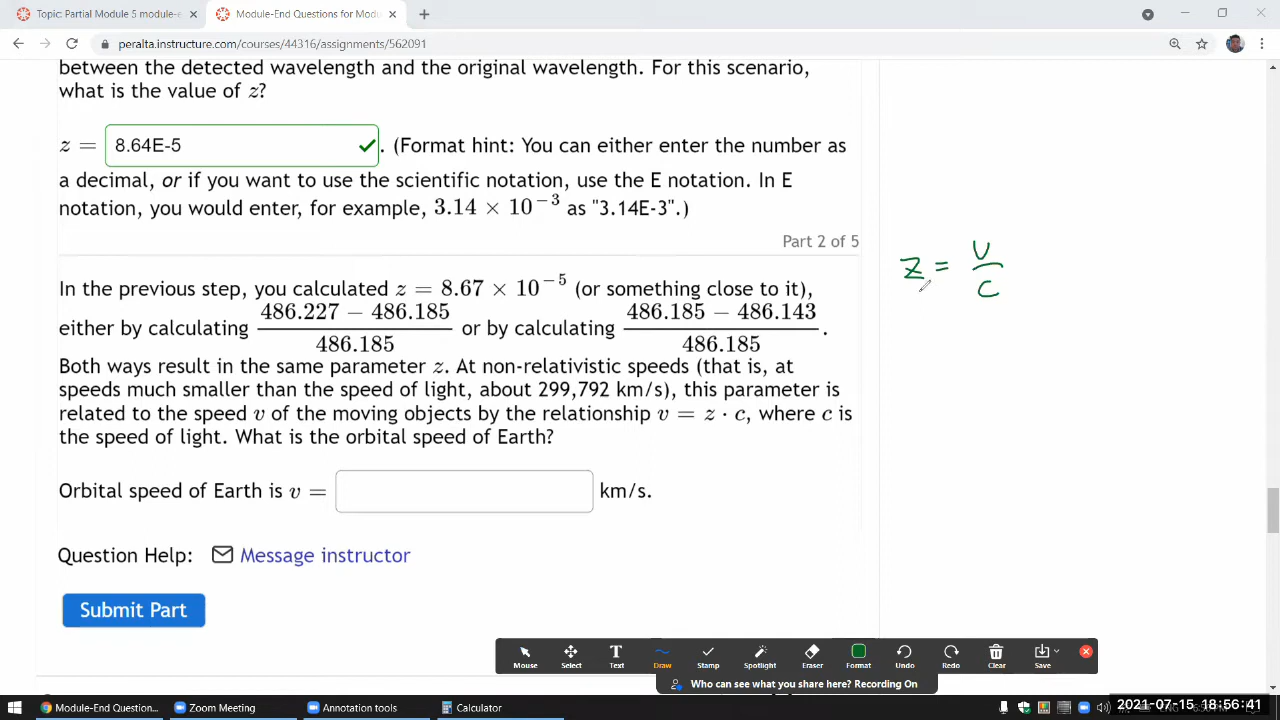 Topic: Partial Module 5 module-e
Module-End Questions for Modu
peralta.instructure.com/courses/44316/assignments/562091
between the detected wavelength and the original wavelength. For this scenario,
what is the value of z?
z = 8.64E-5 . (Format hint: You can either enter the number as
a decimal, or if you want to use the scientific notation, use the E notation. In E
notation, you would enter, for example, 3.14 × 10^−3 as "3.14E-3".)
Part 2 of 5
In the previous step, you calculated z = 8.67 × 10^−5 (or something close to it),
either by calculating (486.227 − 486.185)/486.185 or by calculating (486.185 − 486.143)/486.185.
Both ways result in the same parameter z. At non-relativistic speeds (that is, at
speeds much smaller than the speed of light, about 299,792 km/s), this parameter is
related to the speed v of the moving objects by the relationship v = z · c, where c is
the speed of light. What is the orbital speed of Earth?
Orbital speed of Earth is v = km/s.
Question Help: Message instructor
Submit Part
z = v/c
Mouse Select Text Draw Stamp Spotlight Eraser Format Undo Redo Clear Save
Who can see what you share here? Recording On
Module-End Question... Zoom Meeting Annotation tools Calculator 2021-07-15 18:56:41